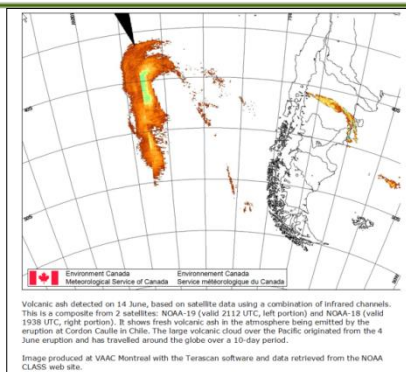 Environment Canada
Meteorological Service of Canada
Environnement Canada
Service météorologique du Canada
Volcanic ash detected on 14 June, based on satellite data using a combination of infrared channels.
This is a composite from 2 satellites: NOAA-19 (valid 2112 UTC, left portion) and NOAA-18 (valid
1938 UTC, right portion). It shows fresh volcanic ash in the atmosphere being emitted by the
eruption at Cordon Caulle in Chile. The large volcanic cloud over the Pacific originated from the 4
June eruption and has travelled around the globe over a 10-day period.
Image produced at VAAC Montreal with the Terascan software and data retrieved from the NOAA
CLASS web site.